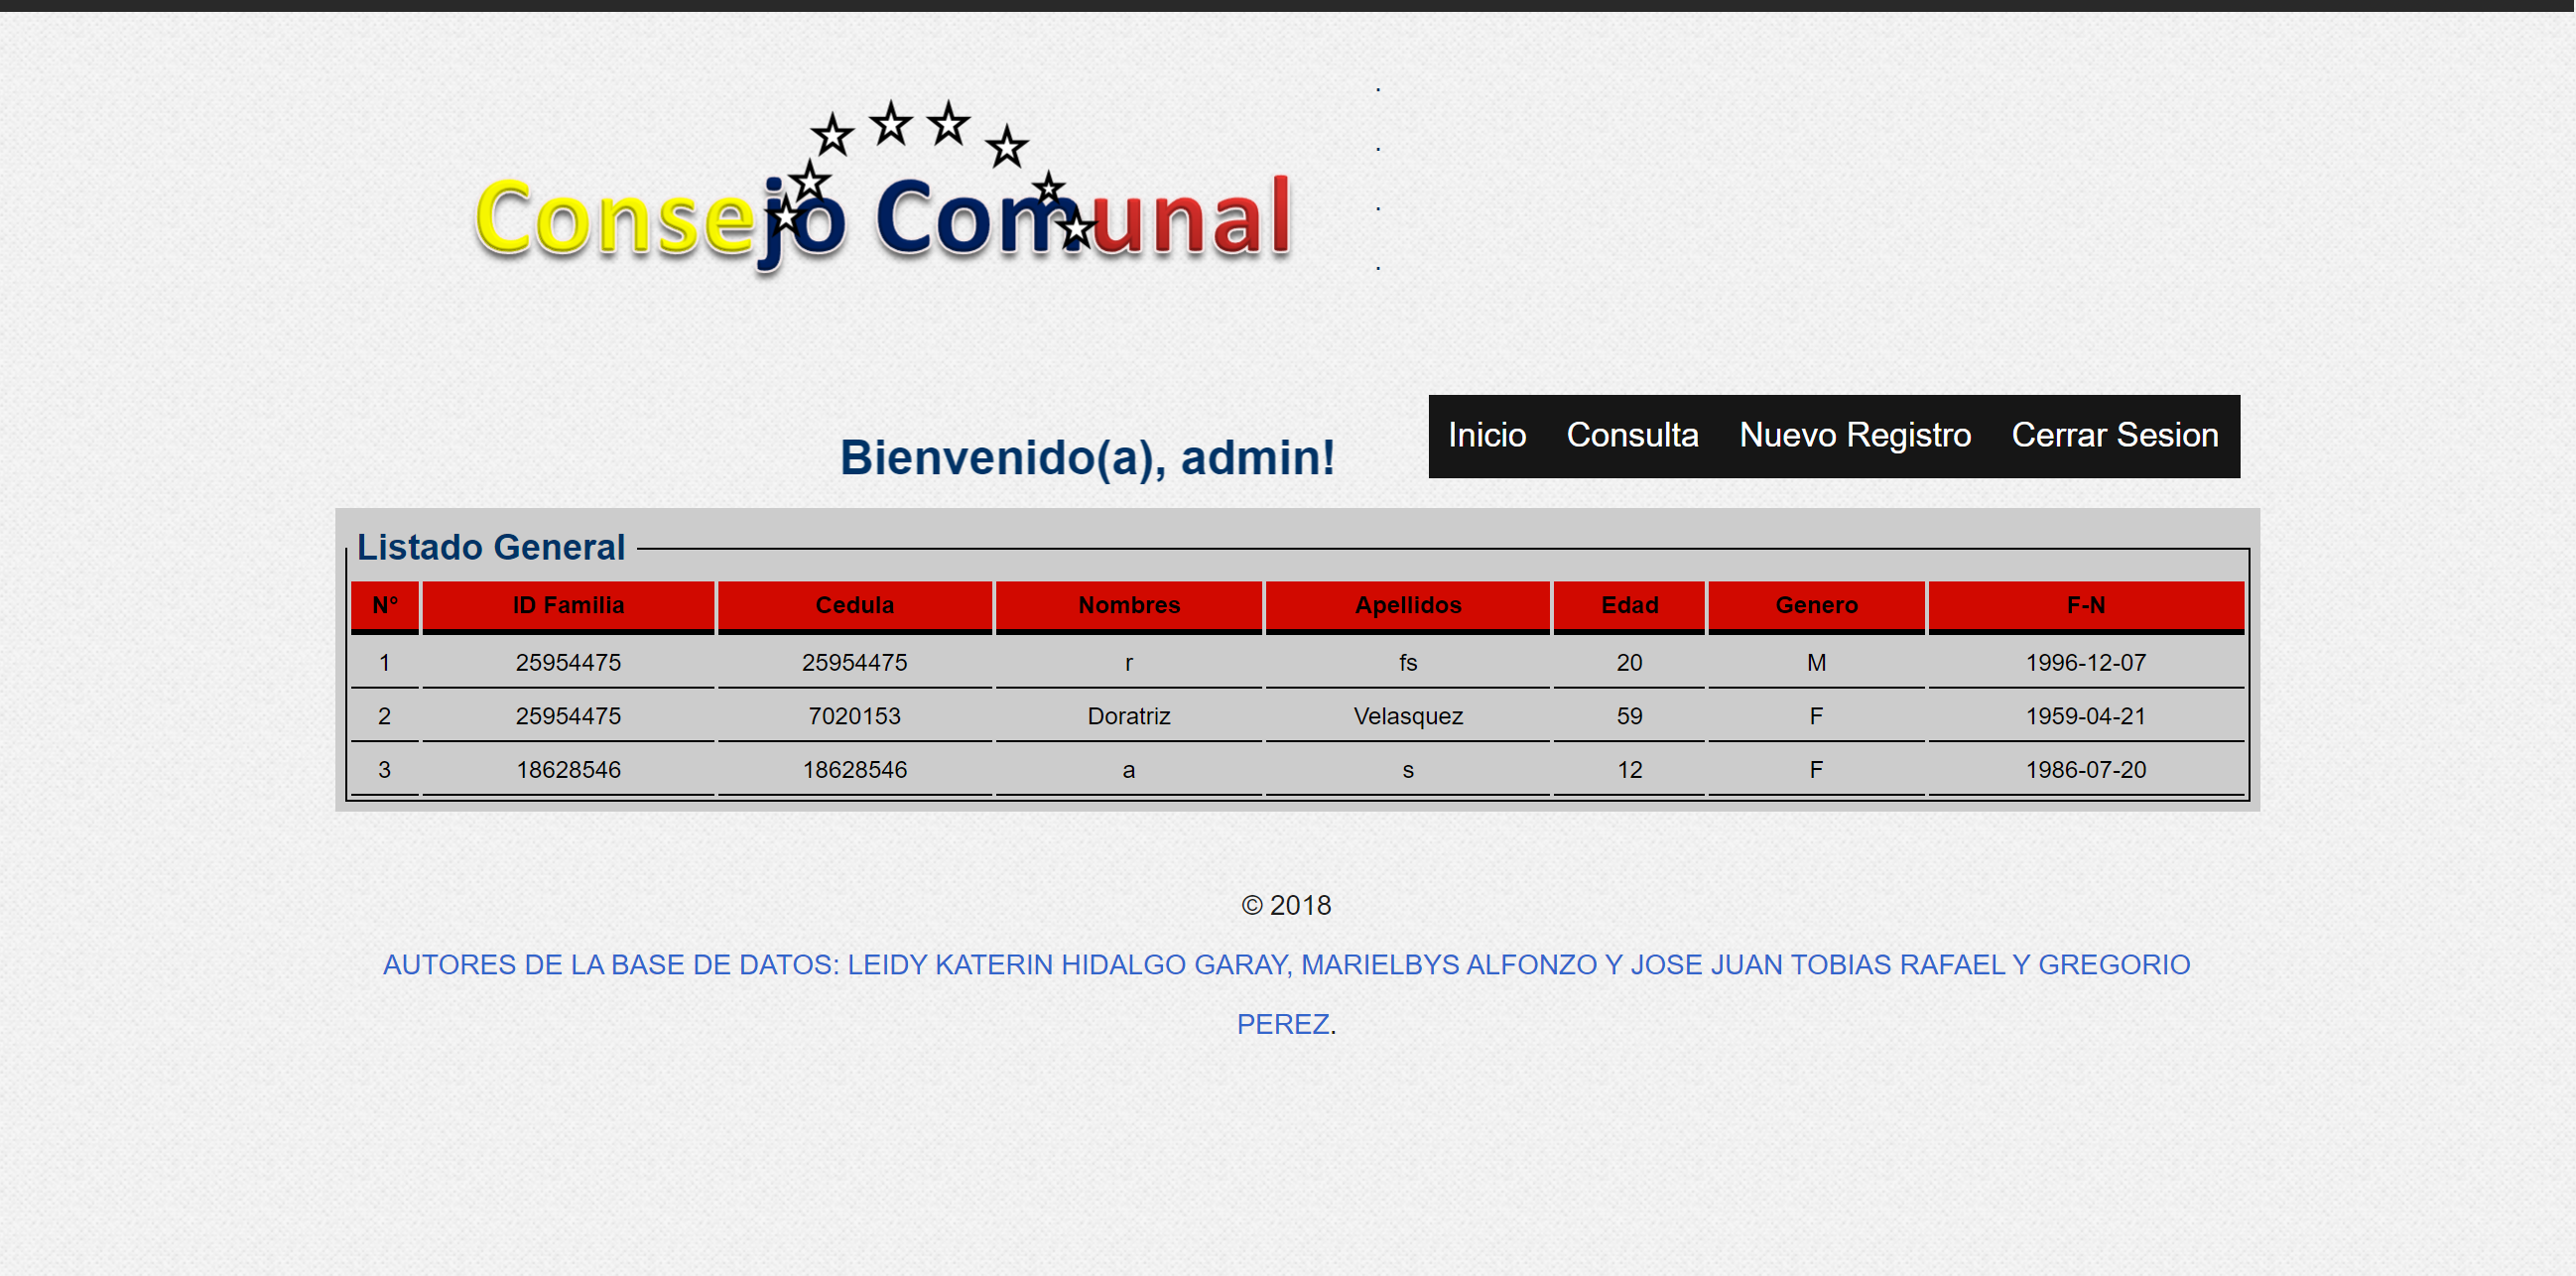 Consejo Comunal
.
.
.
.
Inicio Consulta Nuevo Registro Cerrar Sesion
Bienvenido(a), admin!
Listado General
N° ID Familia Cedula Nombres Apellidos Edad Genero F-N
1 25954475 25954475 r fs 20 M 1996-12-07
2 25954475 7020153 Doratriz Velasquez 59 F 1959-04-21
3 18628546 18628546 a s 12 F 1986-07-20
© 2018
AUTORES DE LA BASE DE DATOS: LEIDY KATERIN HIDALGO GARAY, MARIELBYS ALFONZO Y JOSE JUAN TOBIAS RAFAEL Y GREGORIO
PEREZ.